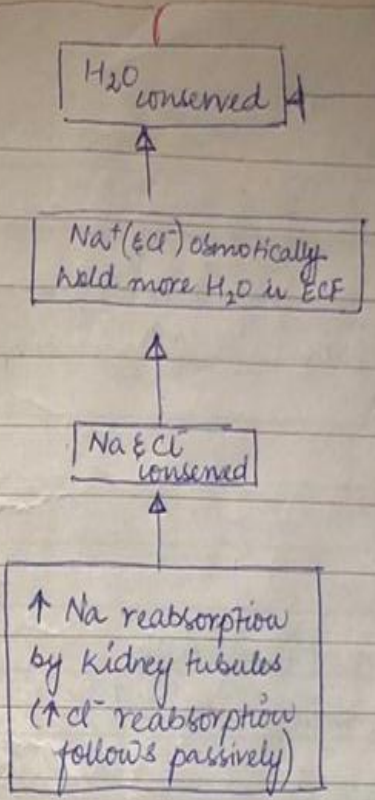 H₂O
conserved
Na⁺(&Cl⁻) osmotically
hold more H₂O in ECF
Na & Cl⁻
conserved
↑ Na reabsorption
by kidney tubules
(↑ Cl⁻ reabsorption
follows passively)